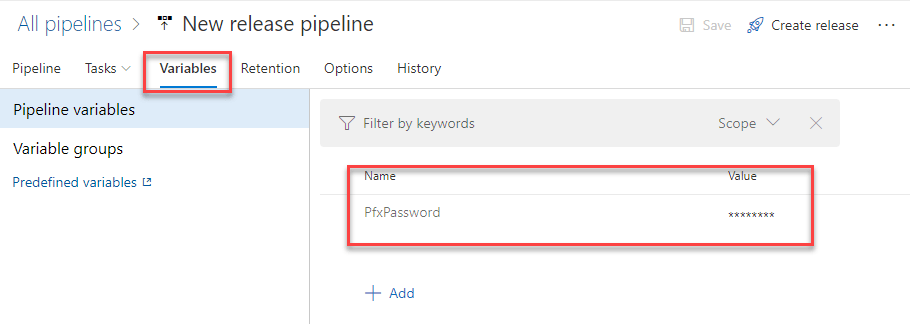 All pipelines > New release pipeline
Save Create release ...
Pipeline Tasks Variables Retention Options History
Pipeline variables
Variable groups
Predefined variables
Filter by keywords Scope
Name Value
PfxPassword ********
+ Add